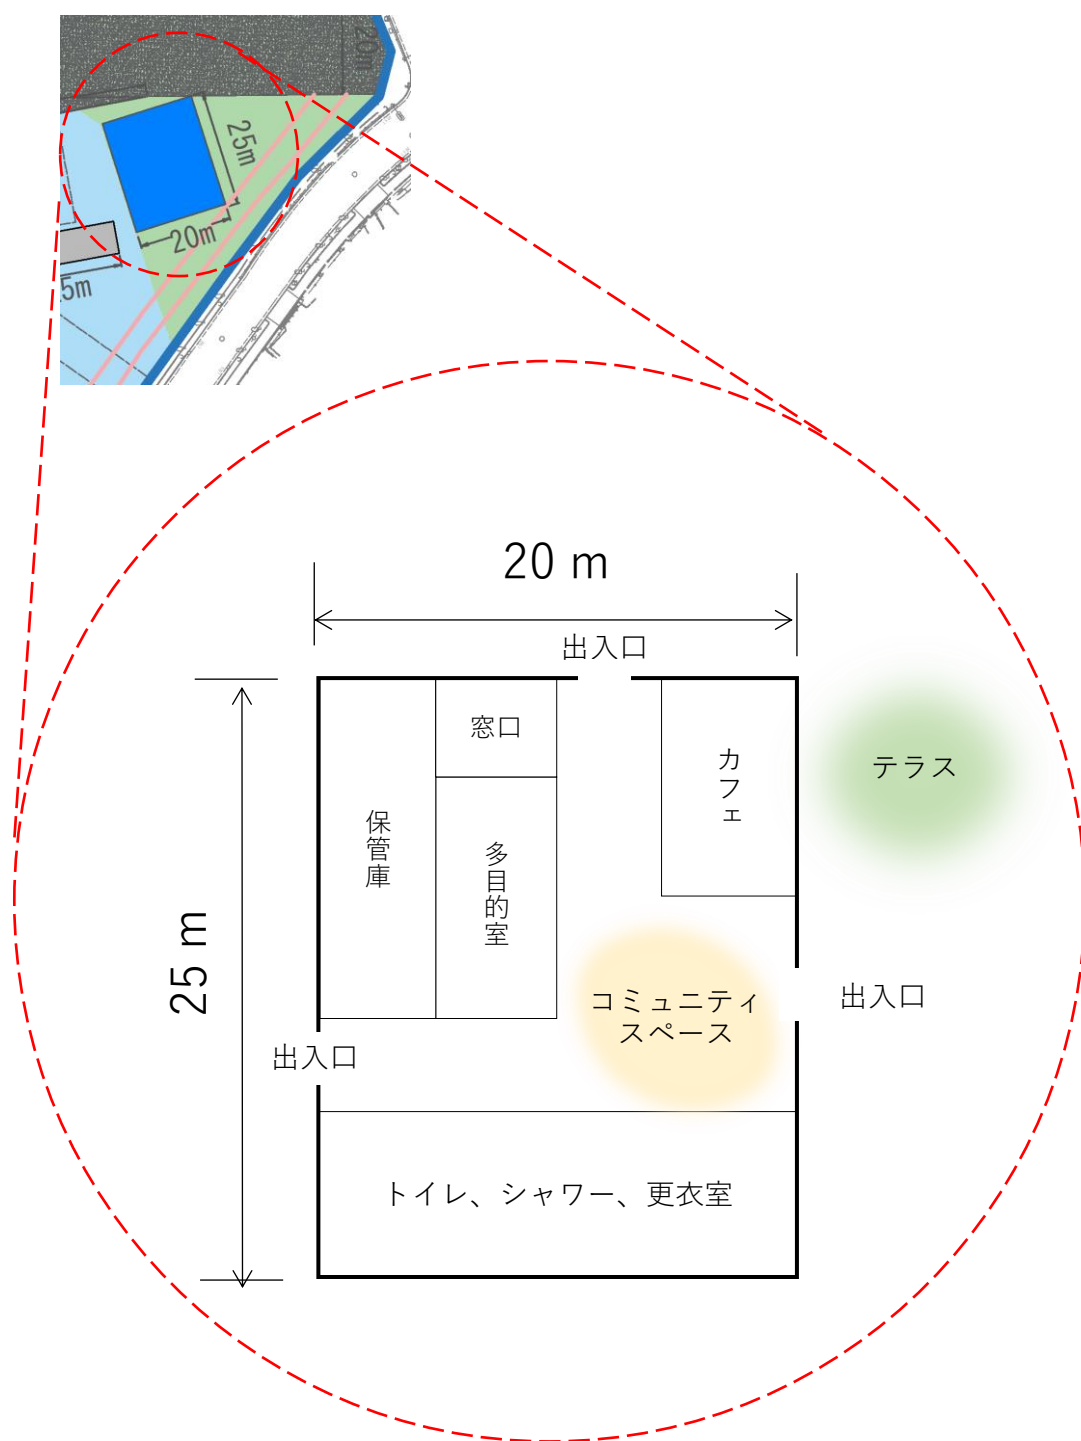 20m
25m
20m
5m
20 m
出入口
窓口
カフェ
テラス
保管庫
多目的室
25 m
コミュニティ
スペース
出入口
出入口
トイレ、シャワー、更衣室